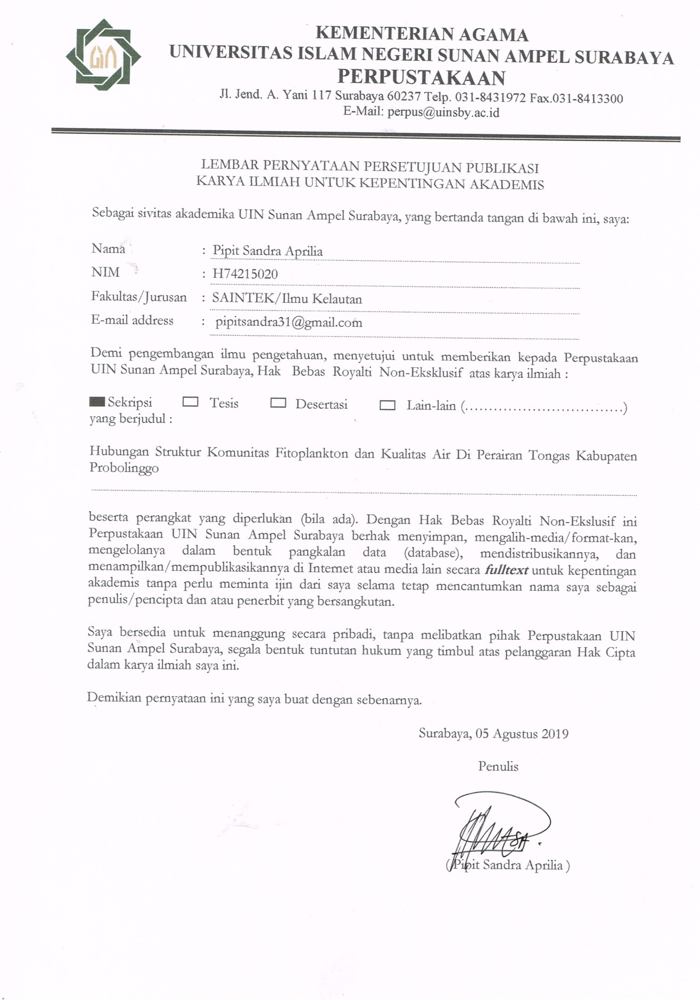 UIN
KEMENTERIAN AGAMA
UNIVERSITAS ISLAM NEGERI SUNAN AMPEL SURABAYA
PERPUSTAKAAN
Jl. Jend. A. Yani 117 Surabaya 60237 Telp. 031-8431972 Fax.031-8413300
E-Mail: perpus@uinsby.ac.id
LEMBAR PERNYATAAN PERSETUJUAN PUBLIKASI
KARYA ILMIAH UNTUK KEPENTINGAN AKADEMIS
Sebagai sivitas akademika UIN Sunan Ampel Surabaya, yang bertanda tangan di bawah ini, saya:
Nama : Pipit Sandra Aprilia
NIM : H74215020
Fakultas/Jurusan : SAINTEK/Ilmu Kelautan
E-mail address : pipitsandra31@gmail.com
Demi pengembangan ilmu pengetahuan, menyetujui untuk memberikan kepada Perpustakaan
UIN Sunan Ampel Surabaya, Hak Bebas Royalti Non-Eksklusif atas karya ilmiah :
Sekripsi Tesis Desertasi Lain-lain (.................................)
yang berjudul :
Hubungan Struktur Komunitas Fitoplankton dan Kualitas Air Di Perairan Tongas Kabupaten
Probolinggo
beserta perangkat yang diperlukan (bila ada). Dengan Hak Bebas Royalti Non-Ekslusif ini
Perpustakaan UIN Sunan Ampel Surabaya berhak menyimpan, mengalih-media/format-kan,
mengelolanya dalam bentuk pangkalan data (database), mendistribusikannya, dan
menampilkan/mempublikasikannya di Internet atau media lain secara fulltext untuk kepentingan
akademis tanpa perlu meminta ijin dari saya selama tetap mencantumkan nama saya sebagai
penulis/pencipta dan atau penerbit yang bersangkutan.
Saya bersedia untuk menanggung secara pribadi, tanpa melibatkan pihak Perpustakaan UIN
Sunan Ampel Surabaya, segala bentuk tuntutan hukum yang timbul atas pelanggaran Hak Cipta
dalam karya ilmiah saya ini.
Demikian pernyataan ini yang saya buat dengan sebenarnya.
Surabaya, 05 Agustus 2019
Penulis
( Pipit Sandra Aprilia )